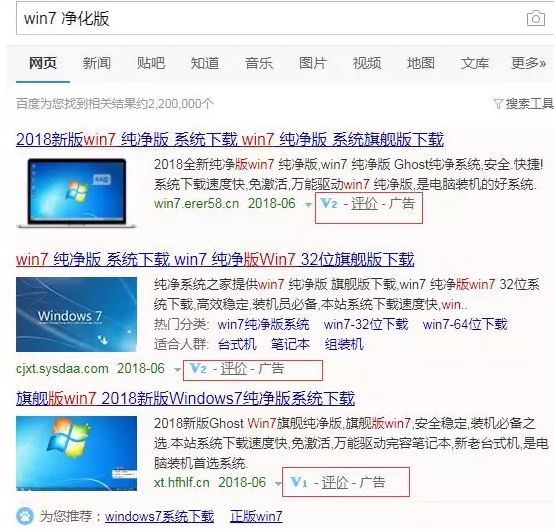 win7 净化版
网页 新闻 贴吧 知道 音乐 图片 视频 地图 文库 更多»
百度为您找到相关结果约2,200,000个 搜索工具
2018新版win7 纯净版 系统下载 win7 纯净版 系统旗舰版下载
2018全新纯净版win7 纯净版,win7 纯净版 Ghost纯净系统,安全.快捷!
系统下载速度快,免激活,万能驱动win7 纯净版,是电脑装机的好系统.
win7.erer58.cn 2018-06 V2 - 评价 - 广告
win7 纯净版 系统下载 win7 纯净版Win7 32位旗舰版下载
纯净系统之家提供win7 纯净版 旗舰版下载,win7 纯净版win7 32位系
统下载,高效稳定,装机员必备,本站系统下载速度快,win..
Windows 7
热门分类: win7纯净版系统 win7-32位下载 win7-64位下载
适合人群: 台式机 笔记本 组装机
cjxt.sysdaa.com 2018-06 V2 - 评价 - 广告
旗舰版win7 2018新版Windows7纯净版系统下载
2018新版Ghost Win7旗舰纯净版,旗舰版win7,安全稳定,装机必备之
选.本站系统下载速度快,免激活,万能驱动完容笔记本,新老台式机,是电
脑装机首选系统.
xt.hfhlf.cn 2018-06 V1 - 评价 - 广告
为您推荐: windows7系统下载 正版win7